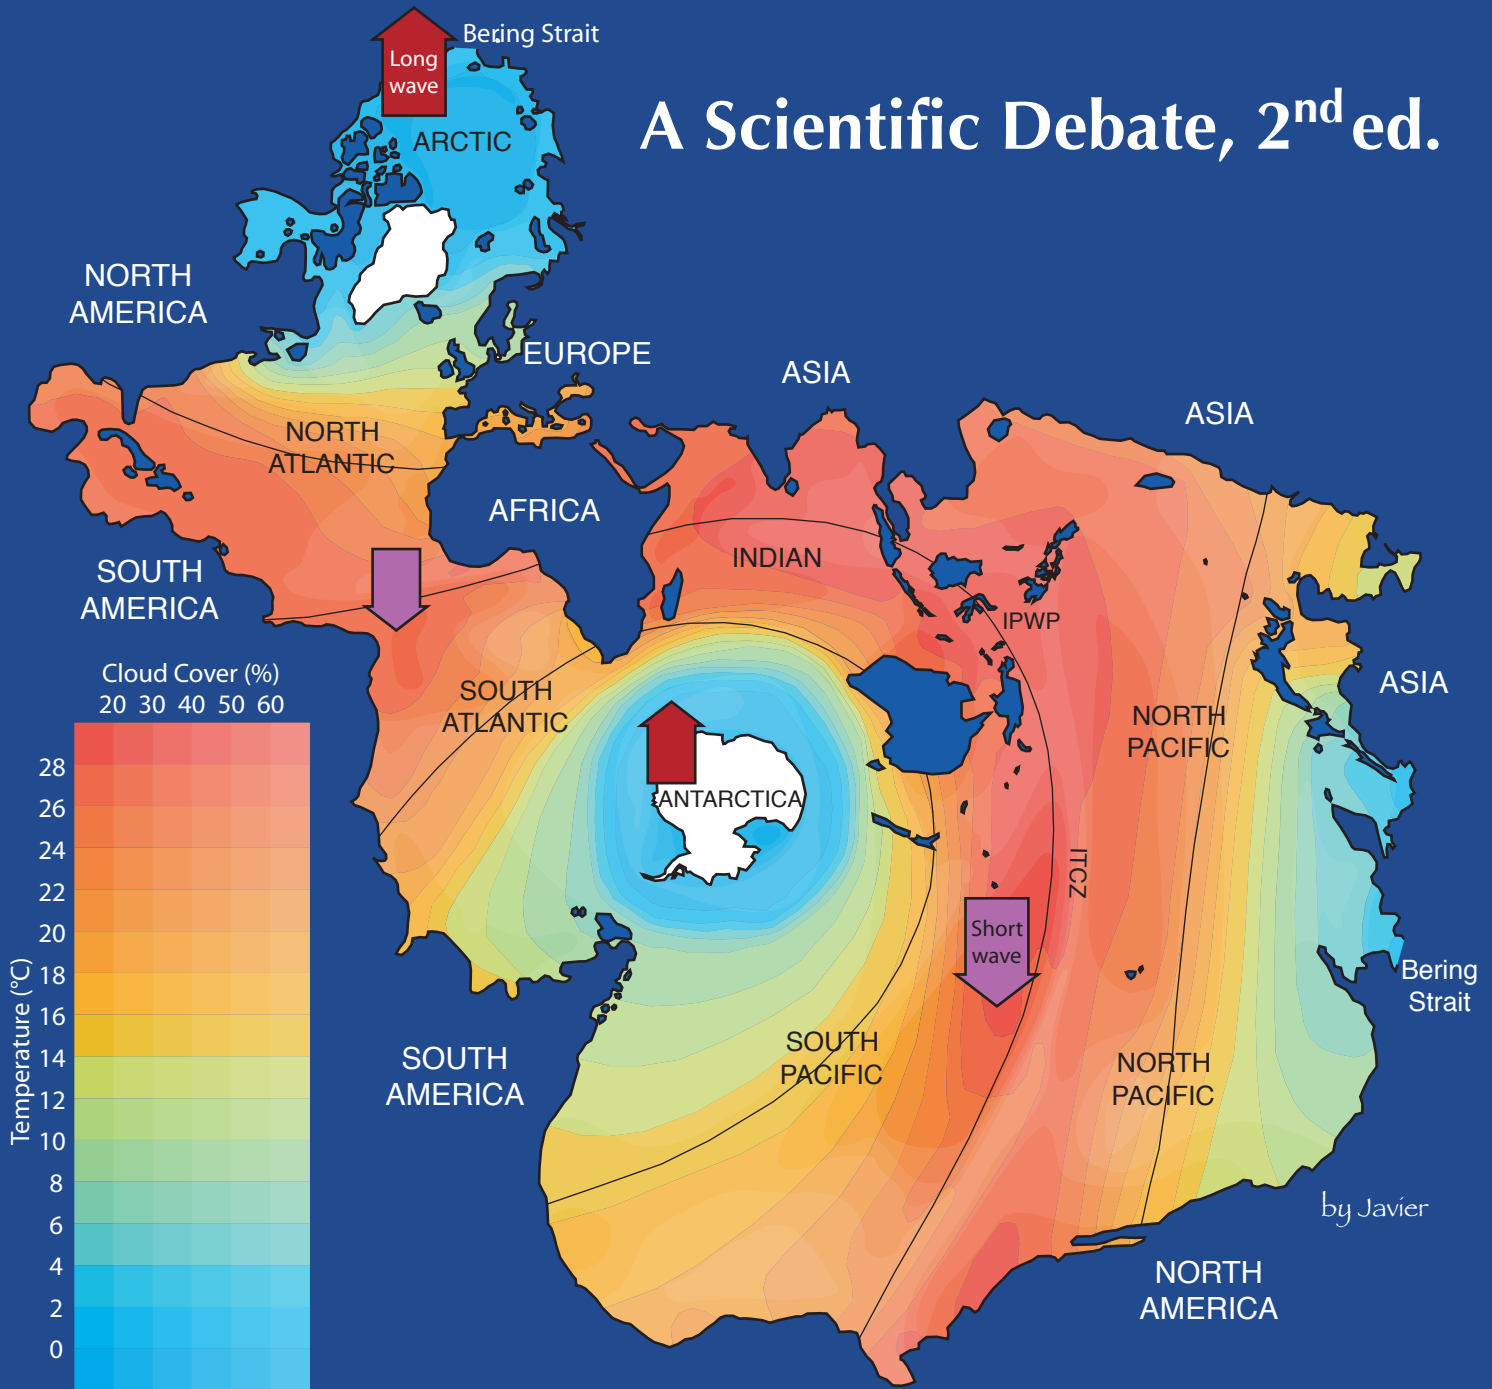 Bering Strait
Long
wave
A Scientific Debate, 2nd ed.
ARCTIC
NORTH
AMERICA
EUROPE
ASIA
ASIA
NORTH
ATLANTIC
AFRICA
INDIAN
SOUTH
AMERICA
IPWP
Cloud Cover (%)
20 30 40 50 60
SOUTH
ATLANTIC
ASIA
NORTH
PACIFIC
ANTARCTICA
ITCZ
Short
wave
Bering
Strait
SOUTH
PACIFIC
SOUTH
AMERICA
NORTH
PACIFIC
by Javier
NORTH
AMERICA
Temperature (°C)
28
26
24
22
20
18
16
14
12
10
8
6
4
2
0